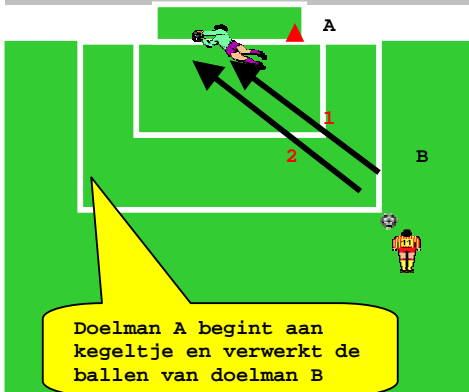 A
1
2
B
Doelman A begint aan
kegeltje en verwerkt de
ballen van doelman B